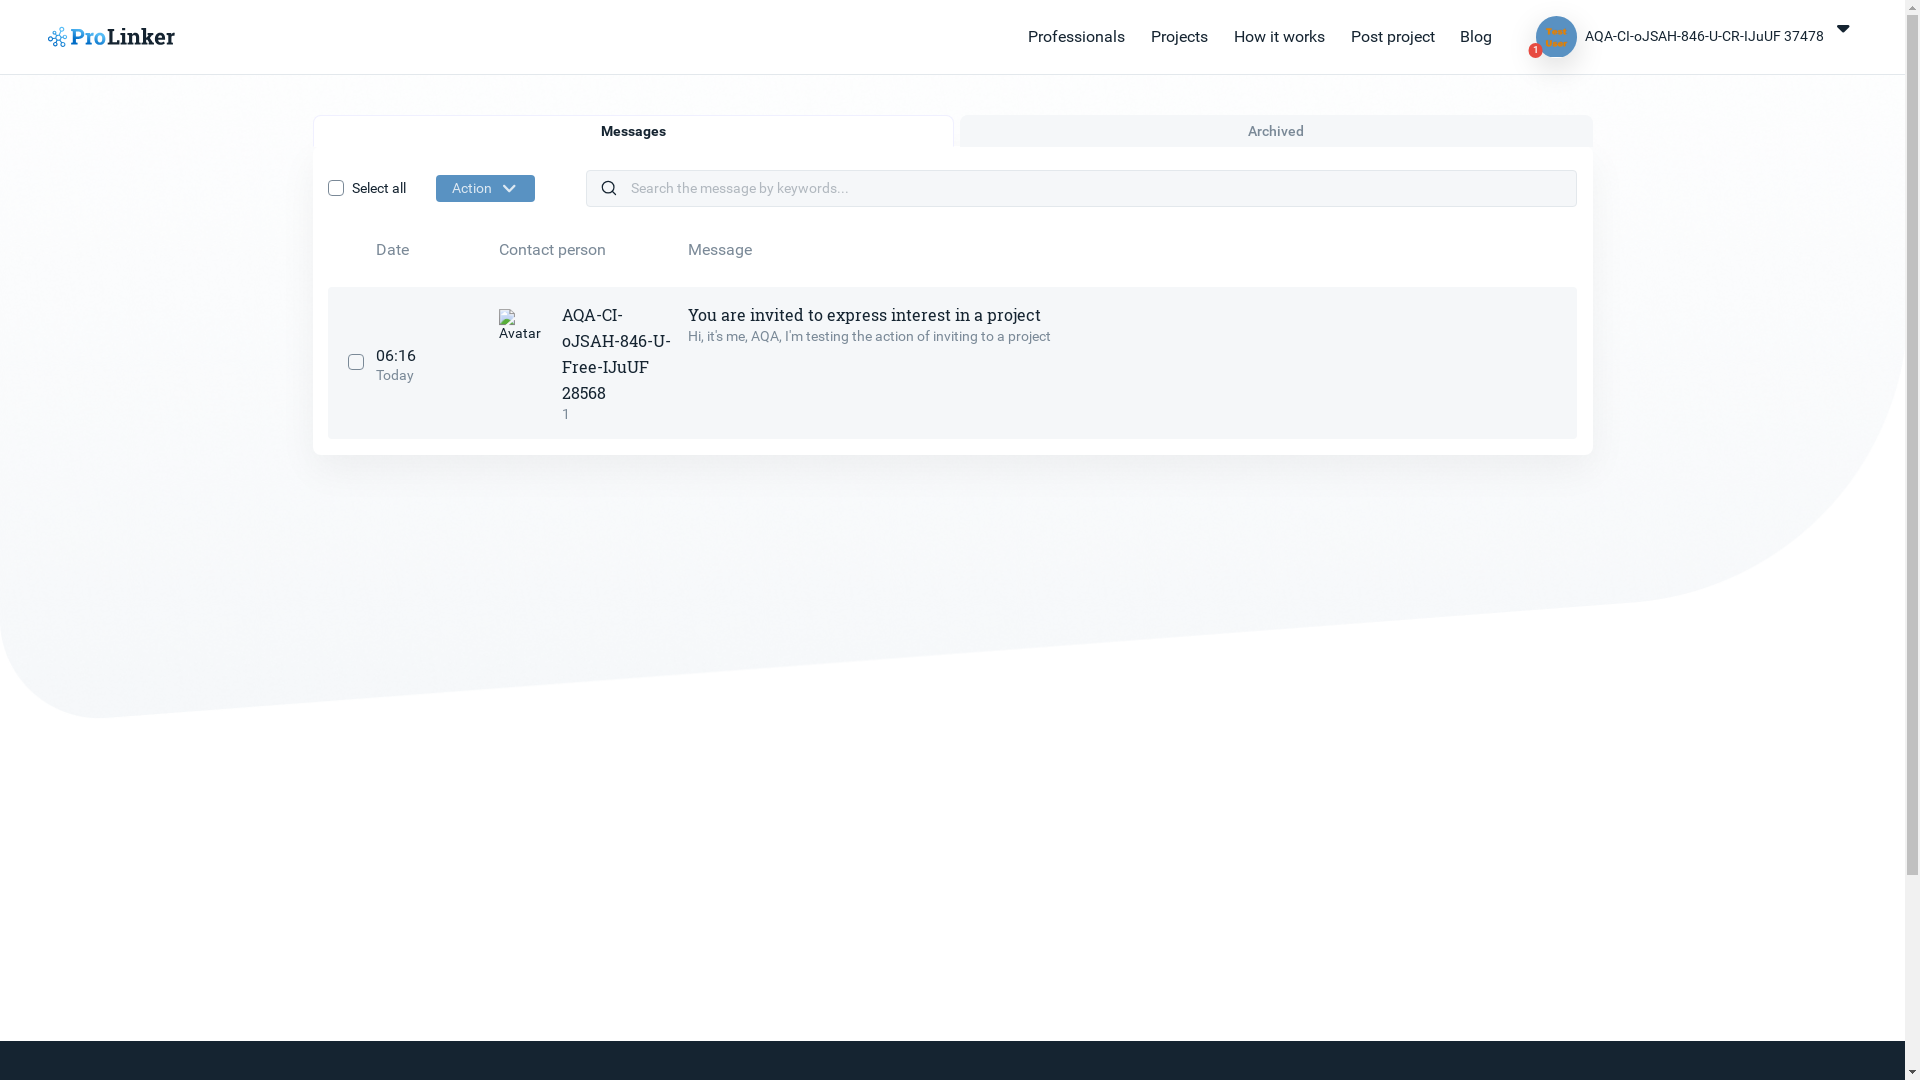 ProLinker
Professionals
Projects
How it works
Post project
Blog
Test
User
1
AQA-CI-oJSAH-846-U-CR-IJuUF 37478
Messages
Archived
Select all
Action
Search the message by keywords...
Date
Contact person
Message
06:16
Today
Avatar
AQA-CI-
oJSAH-846-U-
Free-IJuUF
28568
1
You are invited to express interest in a project
Hi, it's me, AQA, I'm testing the action of inviting to a project